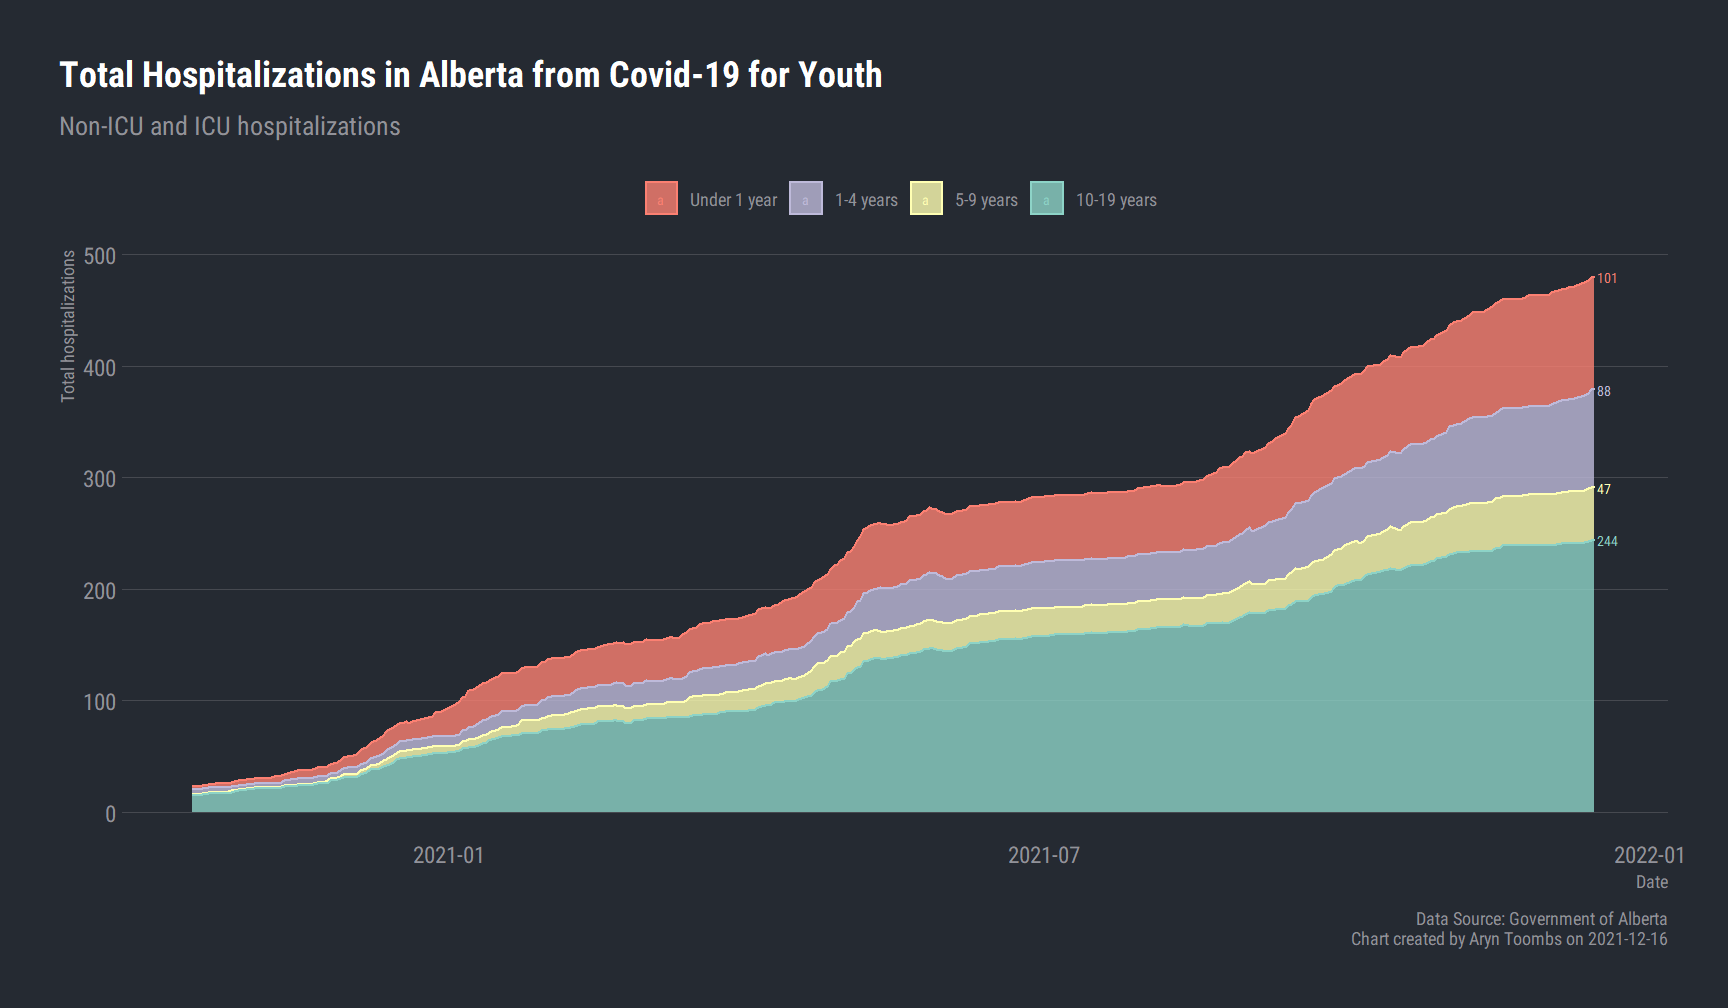 Total Hospitalizations in Alberta from Covid-19 for Youth
Non-ICU and ICU hospitalizations
a Under 1 year a 1-4 years a 5-9 years a 10-19 years
Total hospitalizations
500
400
300
200
100
0
101
88
47
244
2021-01 2021-07 2022-01
Date
Data Source: Government of Alberta
Chart created by Aryn Toombs on 2021-12-16